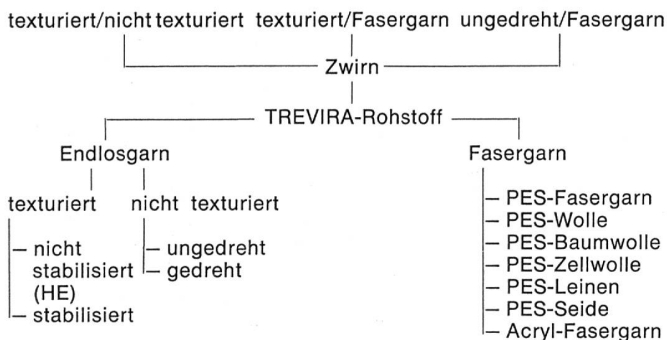 texturiert/nicht texturiert texturiert/Fasergarn ungedreht/Fasergarn
Zwirn
TREVIRA-Rohstoff
Endlosgarn Fasergarn
texturiert nicht texturiert
– nicht stabilisiert (HE)
– stabilisiert
– ungedreht
– gedreht
– PES-Fasergarn
– PES-Wolle
– PES-Baumwolle
– PES-Zellwolle
– PES-Leinen
– PES-Seide
– Acryl-Fasergarn